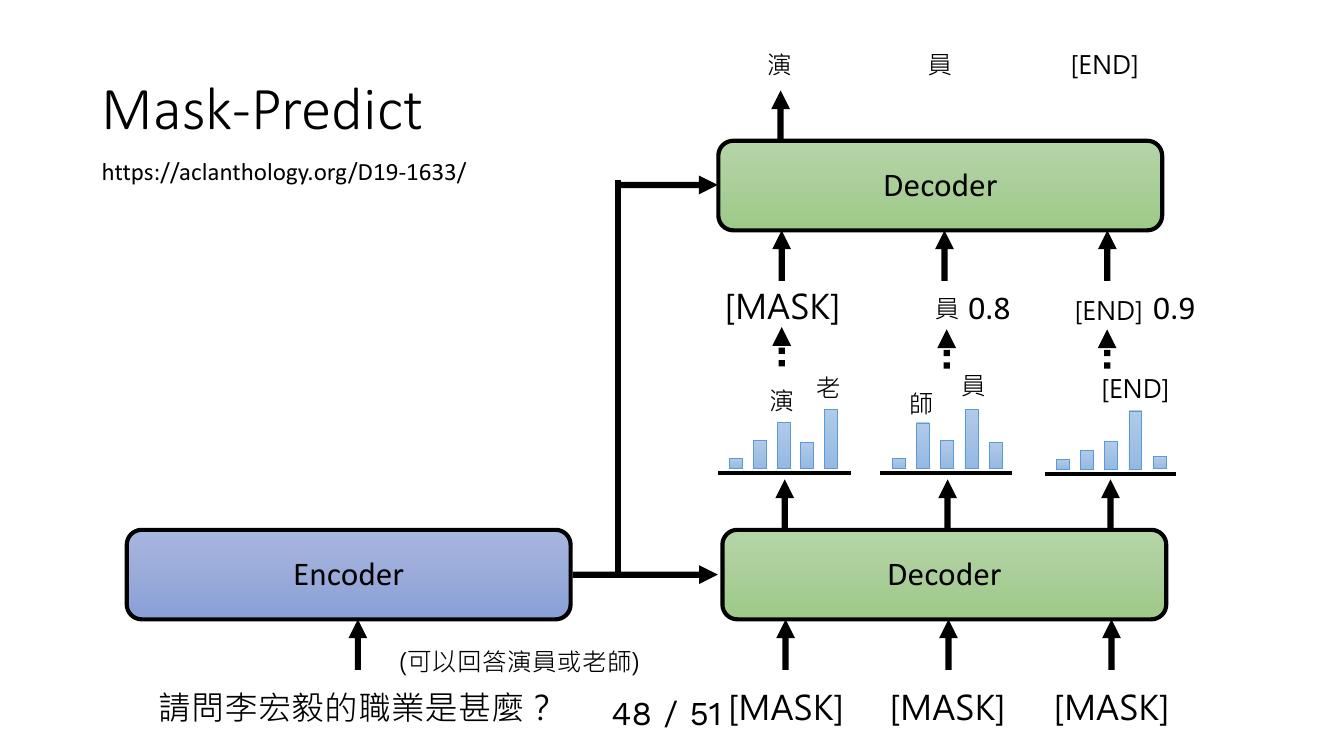 Mask-Predict
https://aclanthology.org/D19-1633/
演 員 [END]
Decoder
[MASK] 員 0.8 [END] 0.9
演 老 師 員 [END]
Encoder
Decoder
(可以回答演員或老師)
請問李宏毅的職業是甚麼？
48 / 51
[MASK] [MASK] [MASK]